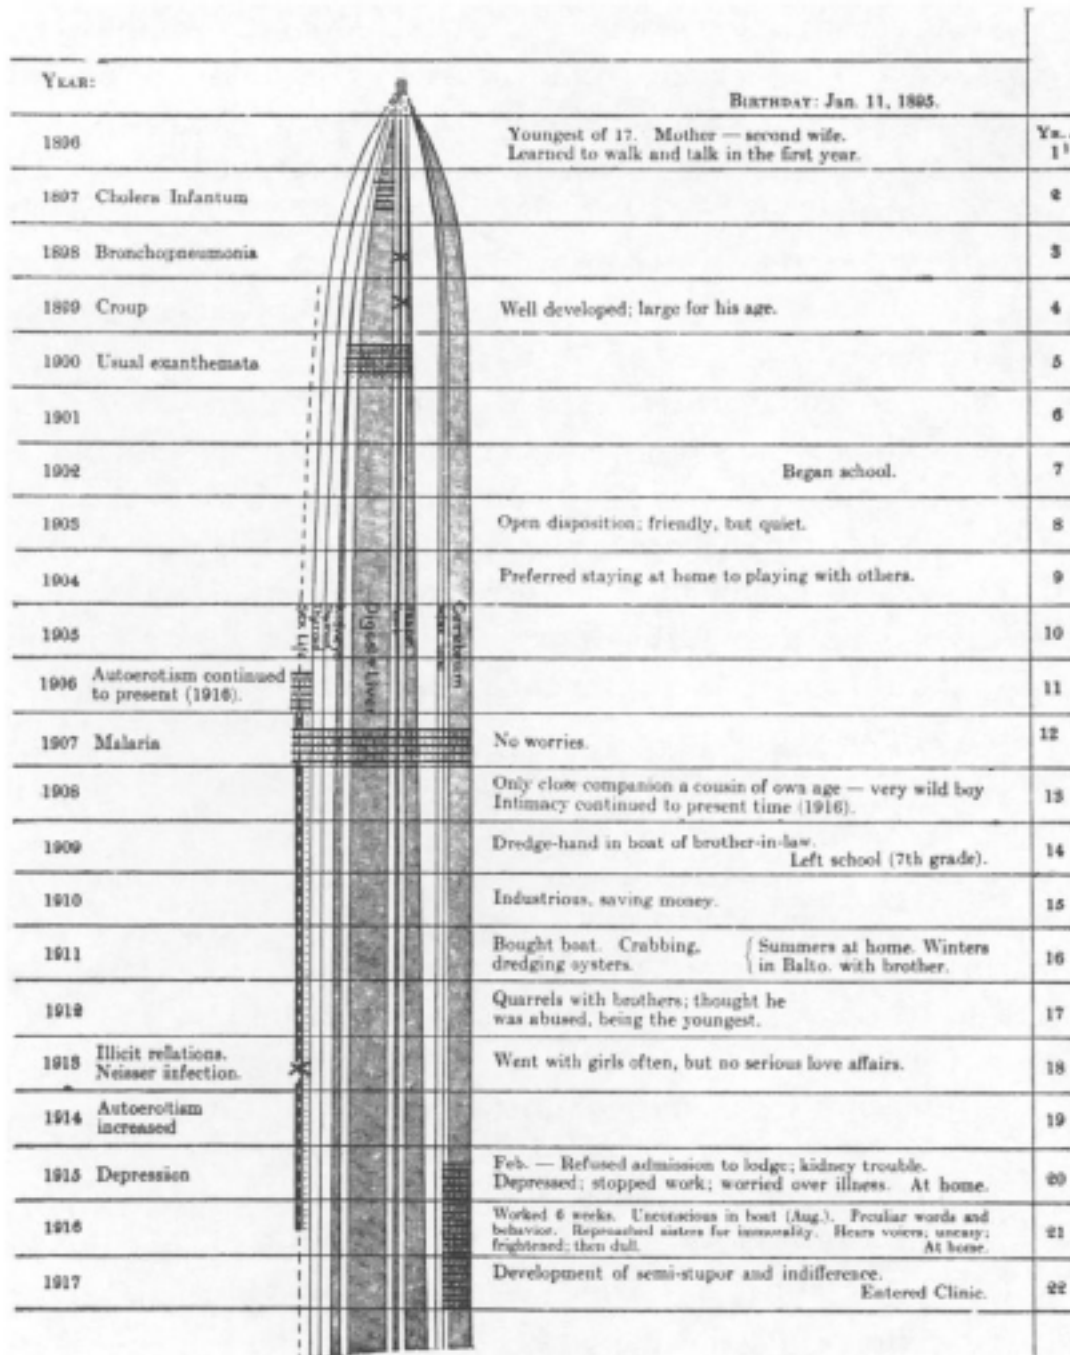 YEAR:
BIRTHDAY: Jan. 11, 1895.
1896 Youngest of 17. Mother — second wife. Yr.
Learned to walk and talk in the first year. 1
1897 Cholera Infantum 2
1898 Bronchopneumonia 3
1899 Croup Well developed; large for his age. 4
1900 Usual exanthemata 5
1901 6
1902 Began school. 7
1903 Open disposition; friendly, but quiet. 8
1904 Preferred staying at home to playing with others. 9
Sex Life
Thyroid
Digest.
Liver
Cerebrum
1905 10
1906 Autoerotism continued 11
to present (1916).
1907 Malaria No worries. 12
1908 Only close companion a cousin of own age — very wild boy 13
Intimacy continued to present time (1916).
1909 Dredge-hand in boat of brother-in-law. 14
Left school (7th grade).
1910 Industrious, saving money. 15
1911 Bought boat. Crabbing, { Summers at home. Winters 16
dredging oysters. in Balto. with brother.
1912 Quarrels with brothers; thought he 17
was abused, being the youngest.
1913 Illicit relations. Went with girls often, but no serious love affairs. 18
Neisser infection.
1914 Autoerotism 19
increased
1915 Depression Feb. — Refused admission to lodge; kidney trouble. 20
Depressed; stopped work; worried over illness. At home.
1916 Worked 6 weeks. Unconscious in boat (Aug.). Peculiar words and 21
behavior. Reproached sisters for immorality. Hears voices; uneasy;
frightened; then dull. At home.
1917 Development of semi-stupor and indifference. 22
Entered Clinic.